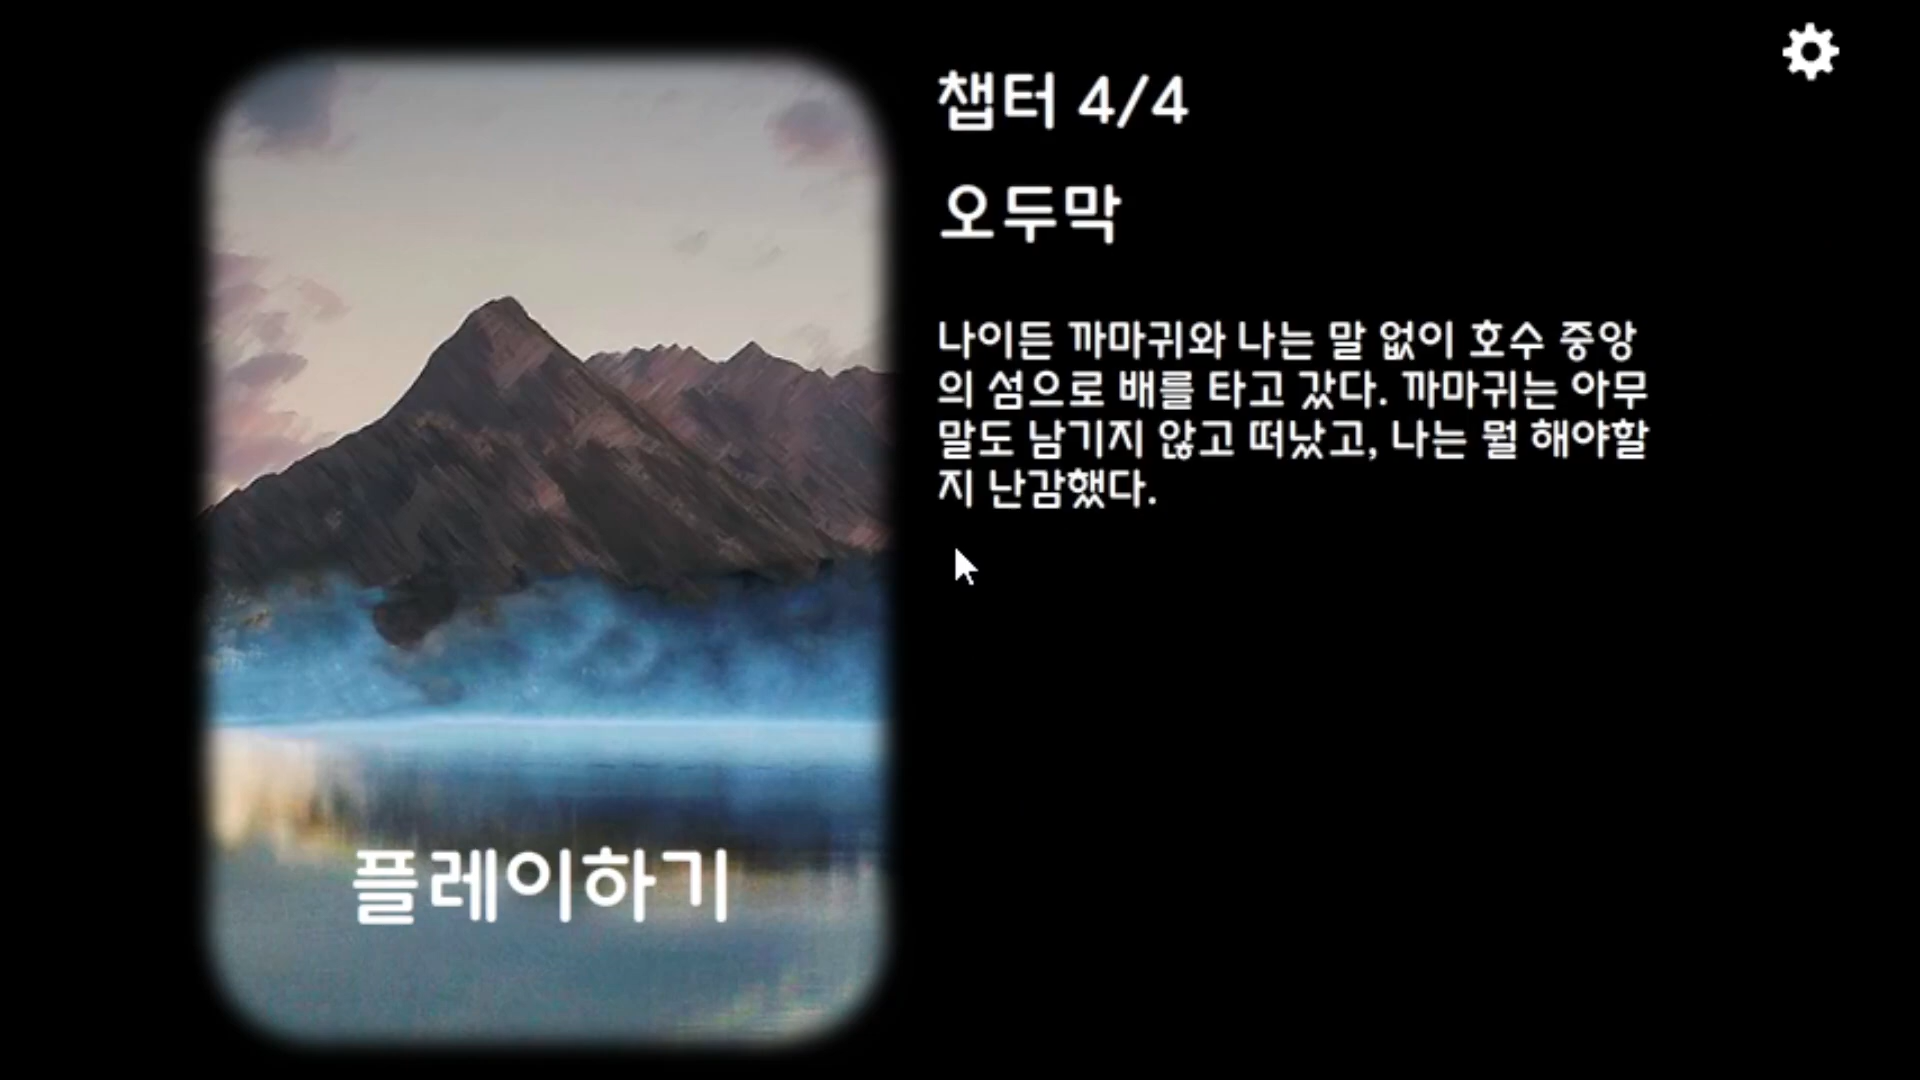 챕터 4/4
오두막
나이든 까마귀와 나는 말 없이 호수 중앙
의 섬으로 배를 타고 갔다. 까마귀는 아무
말도 남기지 않고 떠났고, 나는 뭘 해야할
지 난감했다.
플레이하기